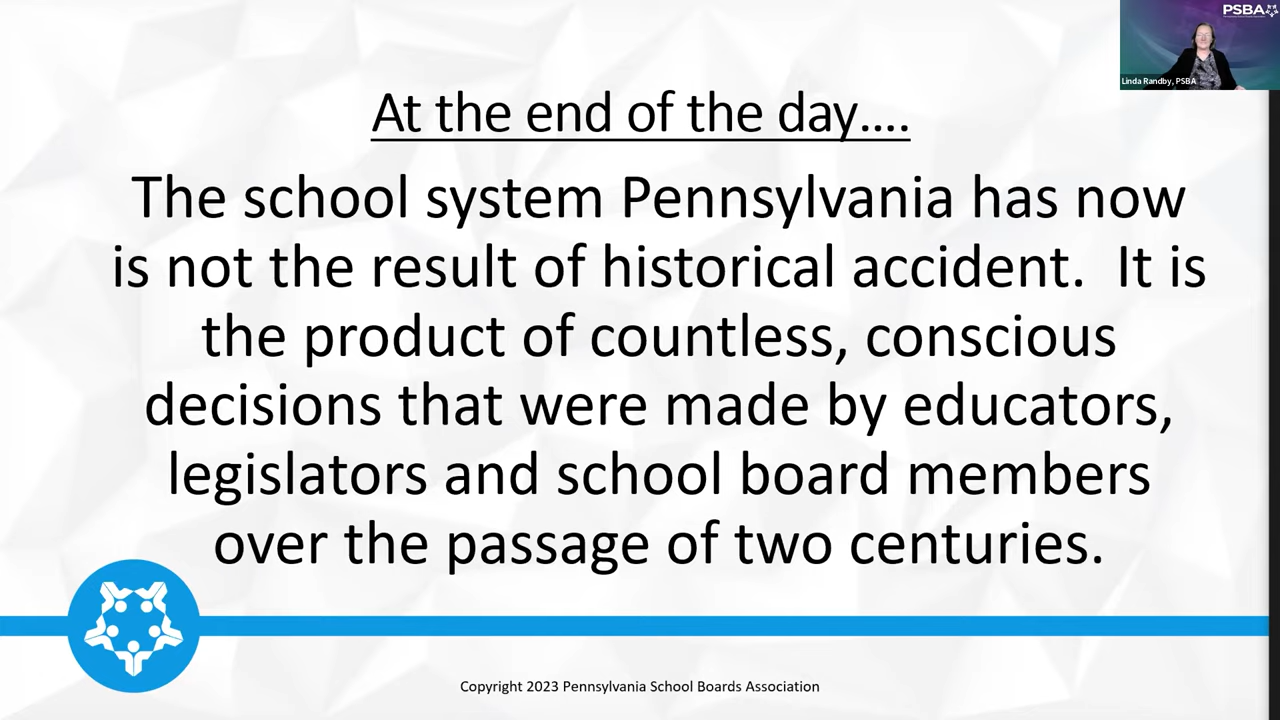 PSBA
Linda Randby, PSBA
At the end of the day....
The school system Pennsylvania has now
is not the result of historical accident.  It is
the product of countless, conscious
decisions that were made by educators,
legislators and school board members
over the passage of two centuries.
Copyright 2023 Pennsylvania School Boards Association